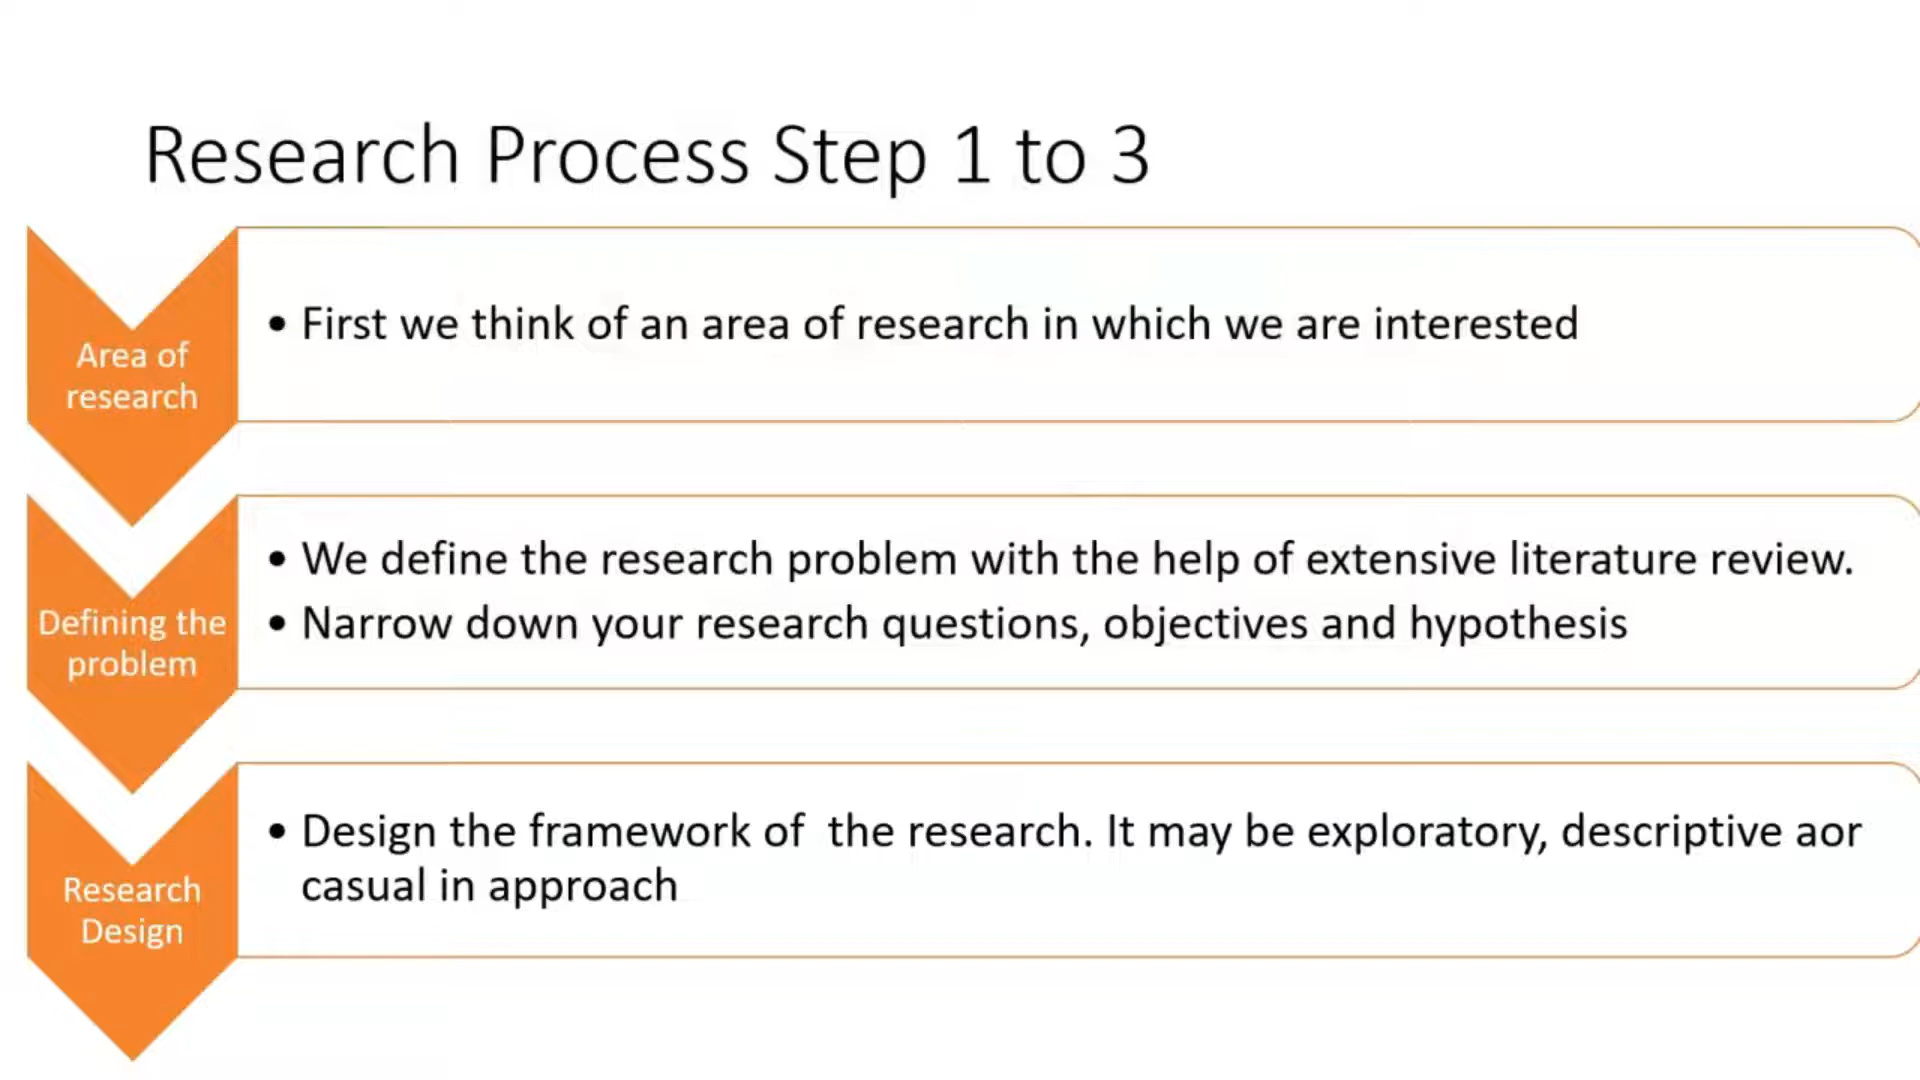 Research Process Step 1 to 3
Area of
research
• First we think of an area of research in which we are interested
Defining the
problem
• We define the research problem with the help of extensive literature review.
• Narrow down your research questions, objectives and hypothesis
Research
Design
• Design the framework of  the research. It may be exploratory, descriptive aor
casual in approach